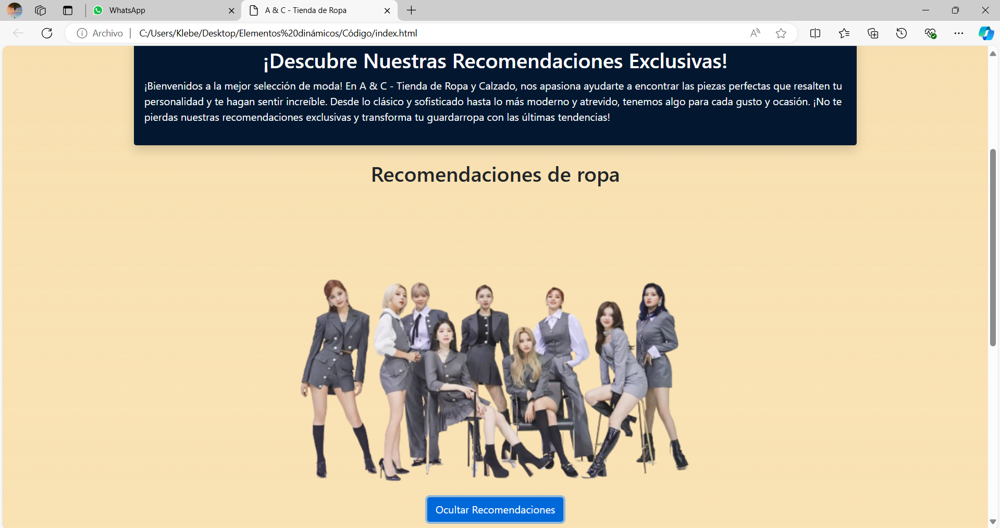 WhatsApp
A & C - Tienda de Ropa
Archivo
C:/Users/Klebe/Desktop/Elementos%20dinámicos/Código/index.html
¡Descubre Nuestras Recomendaciones Exclusivas!
¡Bienvenidos a la mejor selección de moda! En A & C - Tienda de Ropa y Calzado, nos apasiona ayudarte a encontrar las piezas perfectas que resalten tu
personalidad y te hagan sentir increíble. Desde lo clásico y sofisticado hasta lo más moderno y atrevido, tenemos algo para cada gusto y ocasión. ¡No te
pierdas nuestras recomendaciones exclusivas y transforma tu guardarropa con las últimas tendencias!
Recomendaciones de ropa
Ocultar Recomendaciones